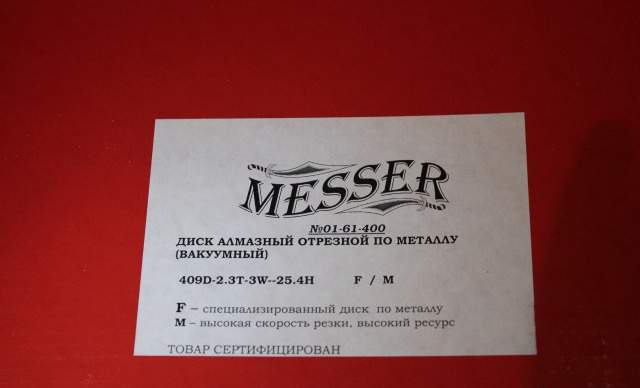 MESSER
№01-61-400
ДИСК АЛМАЗНЫЙ ОТРЕЗНОЙ ПО МЕТАЛЛУ
(ВАКУУМНЫЙ)
409D-2.3T-3W--25.4H F / M
F – специализированный диск по металлу
М – высокая скорость резки, высокий ресурс
ТОВАР СЕРТИФИЦИРОВАН